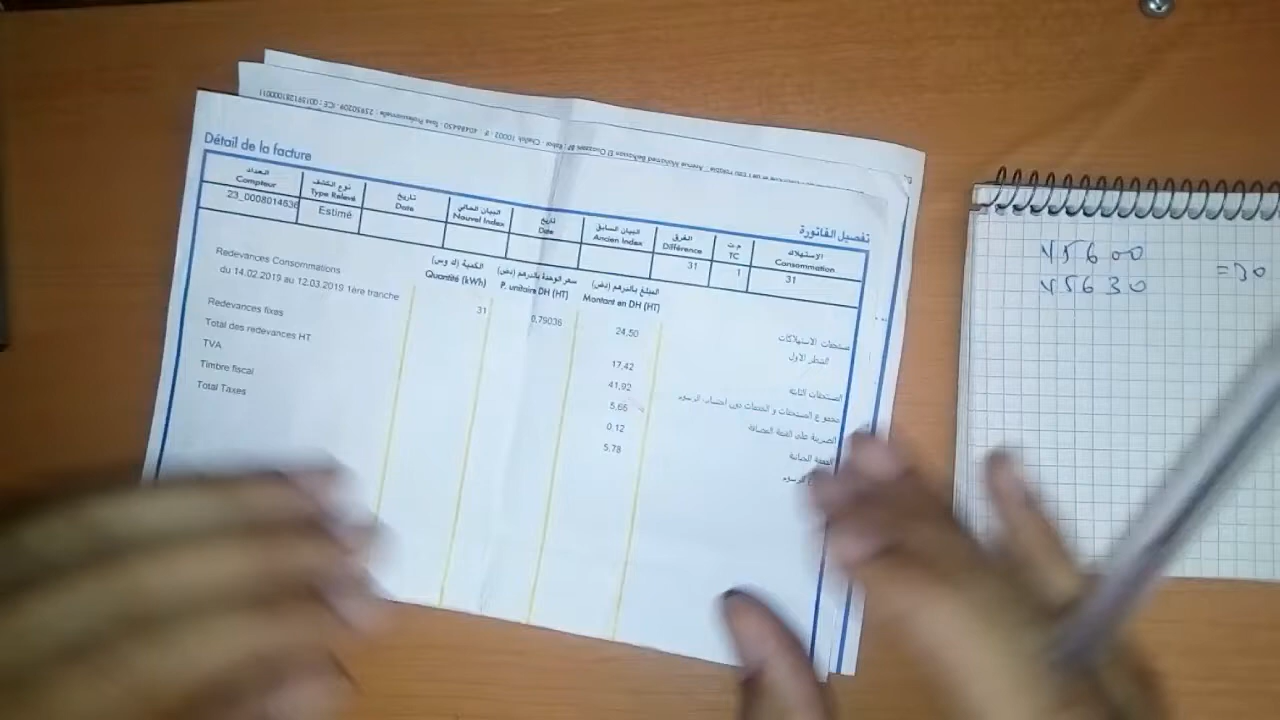 Détail de la facture
تفصيل الفاتورة
العداد
Compteur
نوع الكشف
Type Relevé
تاريخ
Date
البيان الحالي
Nouvel Index
تاريخ
Date
البيان السابق
Ancien Index
الفرق
Différence
م.ت
TC
الاستهلاك
Consommation
Estimé
31
1
31
الكمية (ك وس)
Quantité (kWh)
سعر الوحدة بالدرهم (دض)
P. unitaire DH (HT)
المبلغ بالدرهم (دض)
Montant en DH (HT)
Redevances Consommations
مستحقات الاستهلاكات
du 14.02.2019 au 12.03.2019 1ère tranche
31
0,79036
24,50
الشطر الاول
Redevances fixes
17,42
المستحقات الثابتة
Total des redevances HT
41,92
TVA
5,66
الضريبة على القيمة المضافة
Timbre fiscal
0,12
Total Taxes
5,78
45600
45630
=30